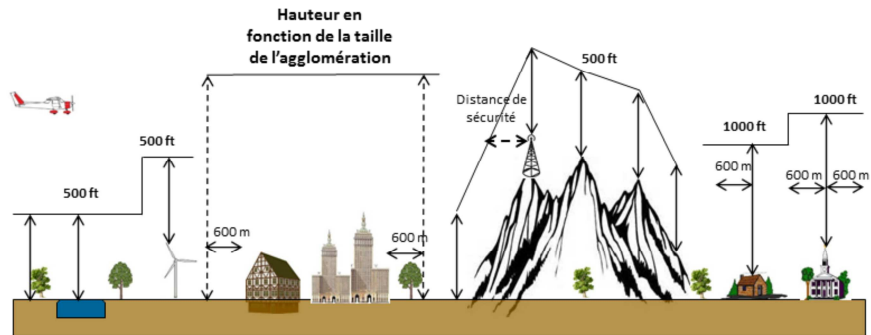 Hauteur en
fonction de la taille
de l'agglomération
500 ft
500 ft
600 m
600 m
Distance de
sécurité
500 ft
1000 ft
600 m
1000 ft
600 m
600 m